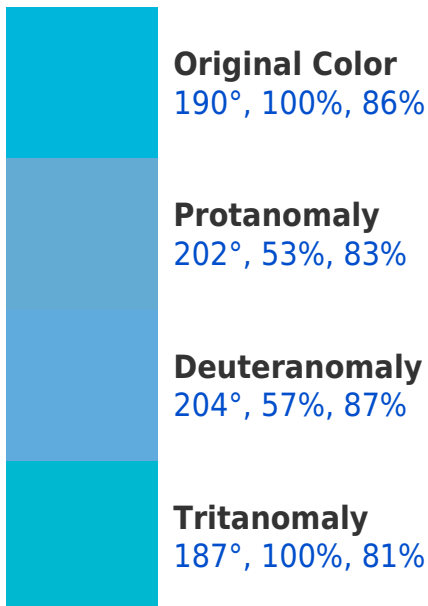 Original Color
190°, 100%, 86%
Protanomaly
202°, 53%, 83%
Deuteranomaly
204°, 57%, 87%
Tritanomaly
187°, 100%, 81%